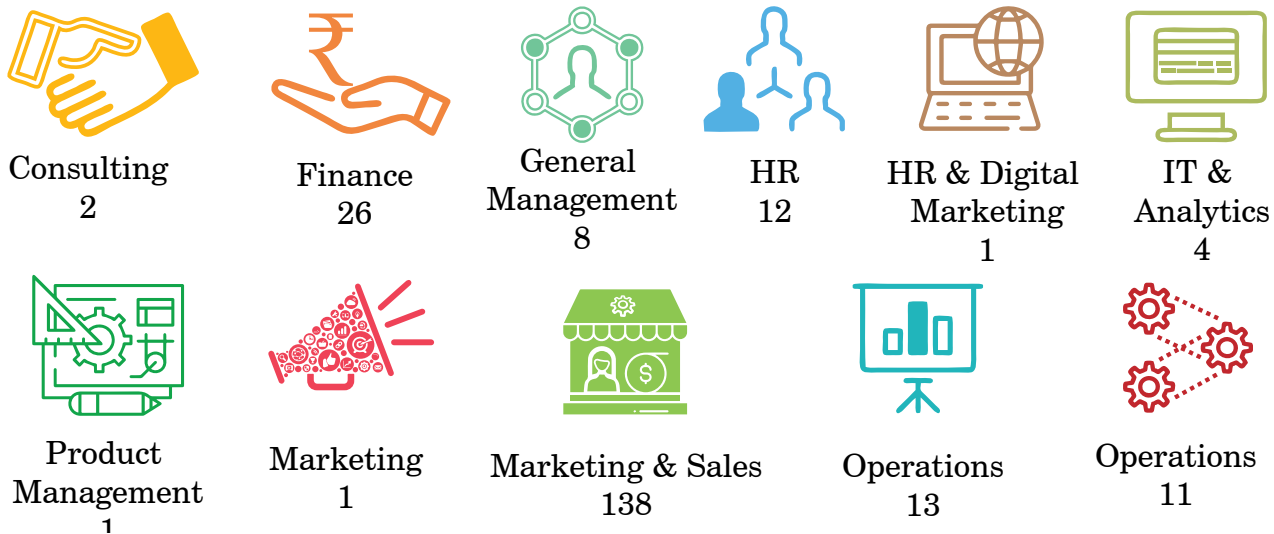 Consulting
2
Finance
26
General
Management
8
HR
12
HR & Digital
Marketing
1
IT &
Analytics
4
Product
Management
1
Marketing
1
Marketing & Sales
138
Operations
13
Operations
11
₹
$